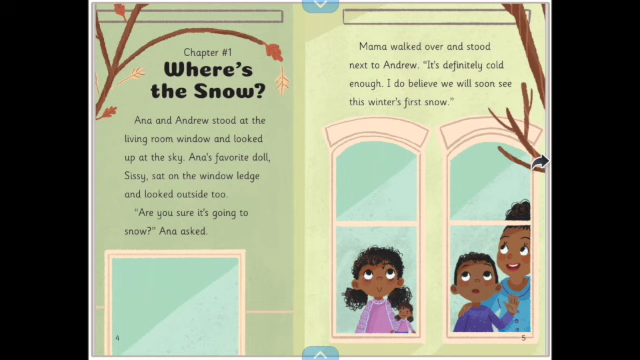 Chapter #1
Where's
the Snow?
Ana and Andrew stood at the
living room window and looked
up at the sky. Ana's favorite doll,
Sissy, sat on the window ledge
and looked outside too.
"Are you sure it's going to
snow?" Ana asked.
4
Mama walked over and stood
next to Andrew. "It's definitely cold
enough. I do believe we will soon see
this winter's first snow."
5